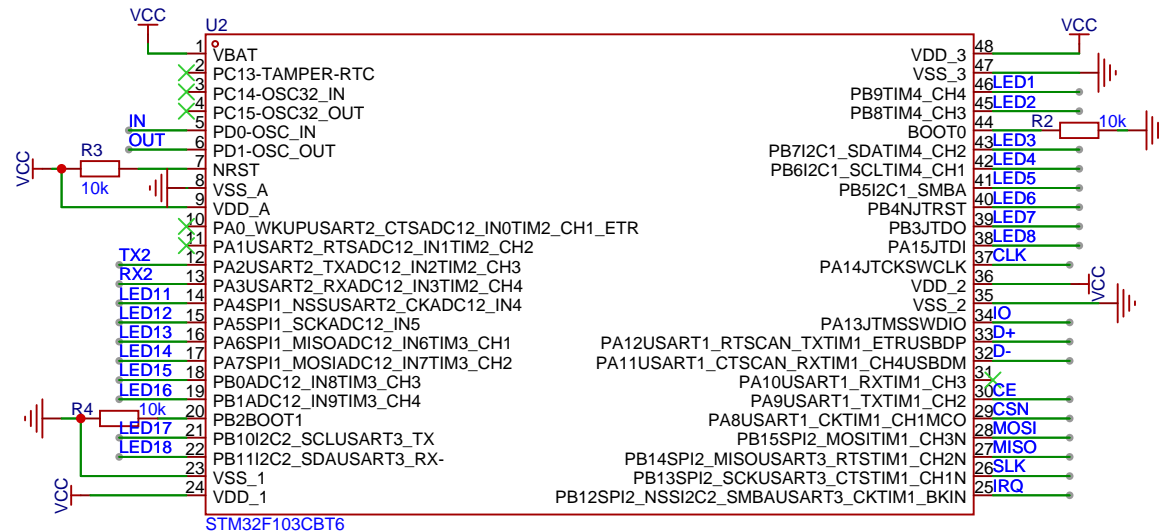 VCC
U2
VCC
1 VBAT
VDD_3 48
2 PC13-TAMPER-RTC
VSS_3 47
3 PC14-OSC32_IN
PB9TIM4_CH4 46 LED1
4 PC15-OSC32_OUT
PB8TIM4_CH3 45 LED2
IN 5 PD0-OSC_IN
BOOT0 44 R2 10k
OUT 6 PD1-OSC_OUT
PB7I2C1_SDATIM4_CH2 43 LED3
VCC R3 10k 7 NRST
PB6I2C1_SCLTIM4_CH1 42 LED4
8 VSS_A
PB5I2C1_SMBA 41 LED5
9 VDD_A
PB4NJTRST 40 LED6
10 PA0_WKUPUSART2_CTSADC12_IN0TIM2_CH1_ETR
PB3JTDO 39 LED7
11 PA1USART2_RTSADC12_IN1TIM2_CH2
PA15JTDI 38 LED8
TX2 12 PA2USART2_TXADC12_IN2TIM2_CH3
PA14JTCKSWCLK 37 CLK
RX2 13 PA3USART2_RXADC12_IN3TIM2_CH4
VDD_2 36 VCC
LED11 14 PA4SPI1_NSSUSART2_CKADC12_IN4
VSS_2 35
LED12 15 PA5SPI1_SCKADC12_IN5
PA13JTMSSWDIO 34 IO
LED13 16 PA6SPI1_MISOADC12_IN6TIM3_CH1
PA12USART1_RTSCAN_TXTIM1_ETRUSBDP 33 D+
LED14 17 PA7SPI1_MOSIADC12_IN7TIM3_CH2
PA11USART1_CTSCAN_RXTIM1_CH4USBDM 32 D-
LED15 18 PB0ADC12_IN8TIM3_CH3
PA10USART1_RXTIM1_CH3 31
LED16 19 PB1ADC12_IN9TIM3_CH4
PA9USART1_TXTIM1_CH2 30 CE
R4 10k 20 PB2BOOT1
PA8USART1_CKTIM1_CH1MCO 29 CSN
LED17 21 PB10I2C2_SCLUSART3_TX
PB15SPI2_MOSITIM1_CH3N 28 MOSI
LED18 22 PB11I2C2_SDAUSART3_RX-
PB14SPI2_MISOUSART3_RTSTIM1_CH2N 27 MISO
23 VSS_1
PB13SPI2_SCKUSART3_CTSTIM1_CH1N 26 SLK
VCC 24 VDD_1
PB12SPI2_NSSI2C2_SMBAUSART3_CKTIM1_BKIN 25 IRQ
STM32F103CBT6